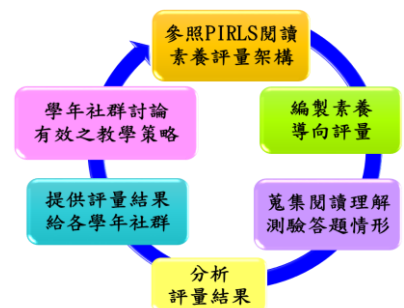 參照PIRLS閱讀
素養評量架構
編製素養
導向評量
蒐集閱讀理解
測驗答題情形
分析
評量結果
提供評量結果
給各學年社群
學年社群討論
有效之教學策略